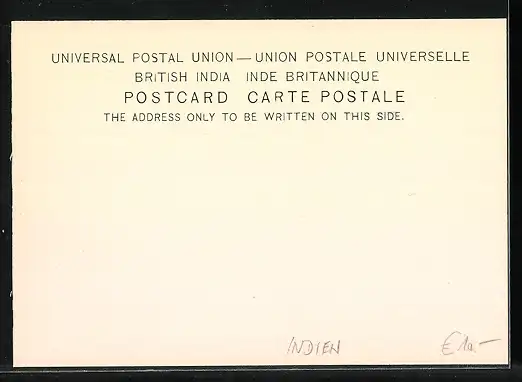 UNIVERSAL POSTAL UNION — UNION POSTALE UNIVERSELLE
BRITISH INDIA INDE BRITANNIQUE
POSTCARD CARTE POSTALE
THE ADDRESS ONLY TO BE WRITTEN ON THIS SIDE.
INDIEN